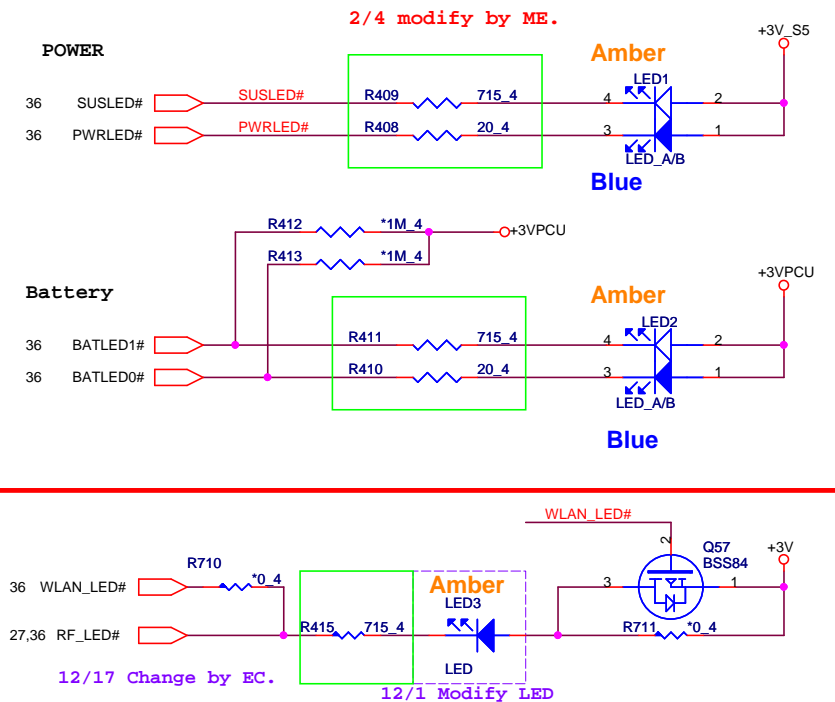 2/4 modify by ME.
+3V_S5
POWER
Amber
LED1
36 SUSLED# SUSLED# R409 715_4 4 2
36 PWRLED# PWRLED# R408 20_4 3 1
LED_A/B
Blue
R412 *1M_4 +3VPCU
R413 *1M_4
+3VPCU
Battery
Amber
LED2
36 BATLED1# R411 715_4 4 2
36 BATLED0# R410 20_4 3 1
LED_A/B
Blue
WLAN_LED#
2
Q57
BSS84
+3V
R710
36 WLAN_LED# *0_4
Amber
LED3
3 1
27,36 RF_LED# R415 715_4 R711 *0_4
LED
12/17 Change by EC.
12/1 Modify LED